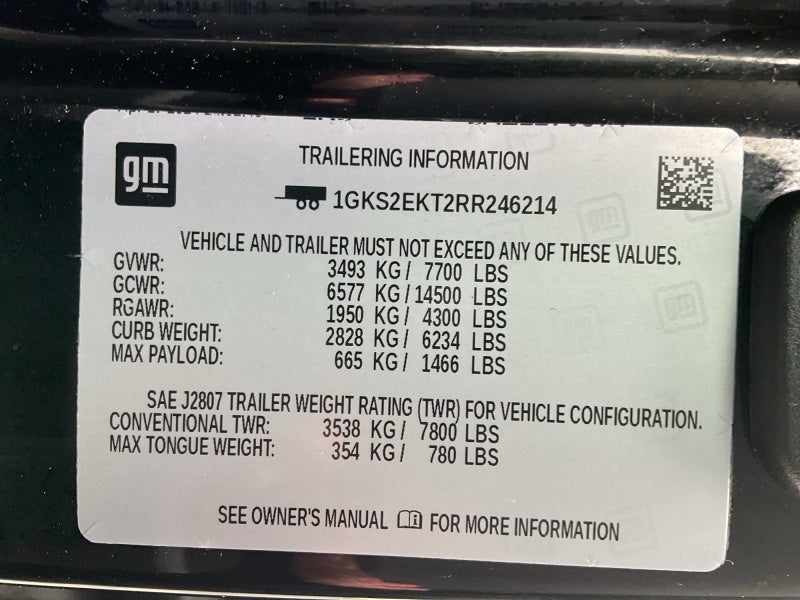 gm
TRAILERING INFORMATION
1GKS2EKT2RR246214
VEHICLE AND TRAILER MUST NOT EXCEED ANY OF THESE VALUES.
GVWR: 3493 KG/ 7700 LBS
GCWR: 6577 KG/14500 LBS
RGAWR: 1950 KG/ 4300 LBS
CURB WEIGHT: 2828 KG/ 6234 LBS
MAX PAYLOAD: 665 KG/ 1466 LBS
SAE J2807 TRAILER WEIGHT RATING (TWR) FOR VEHICLE CONFIGURATION.
CONVENTIONAL TWR: 3538 KG/ 7800 LBS
MAX TONGUE WEIGHT: 354 KG/ 780 LBS
SEE OWNER'S MANUAL FOR MORE INFORMATION